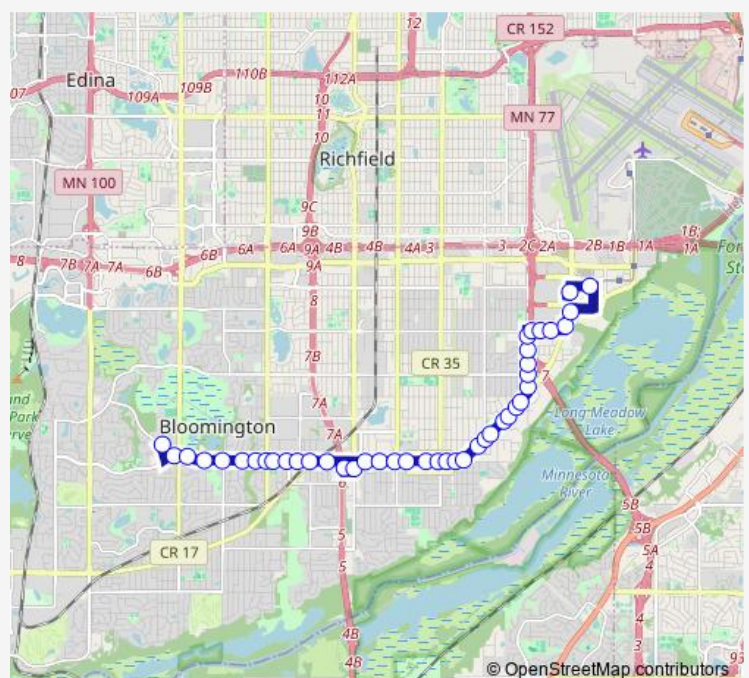 12
CR 152
Edina
110B
112A
109B
07
109A
10
11
MN 77
10
Richfield
MN 100
9C
9B
1B;
6B
6A
9A
4B
4B
4A
3
3
2C
2A
2B
1B
1A
1A
8
7B
7A
7A
6B
9A
8
7B
CR 35
7
7A
Long Meadow
Lake
Bloomington
7A
Minnesota
River
6
5B
5
5B
CR 17
5A
5
4
4
4B
3
4B
© OpenStreetMap contributors